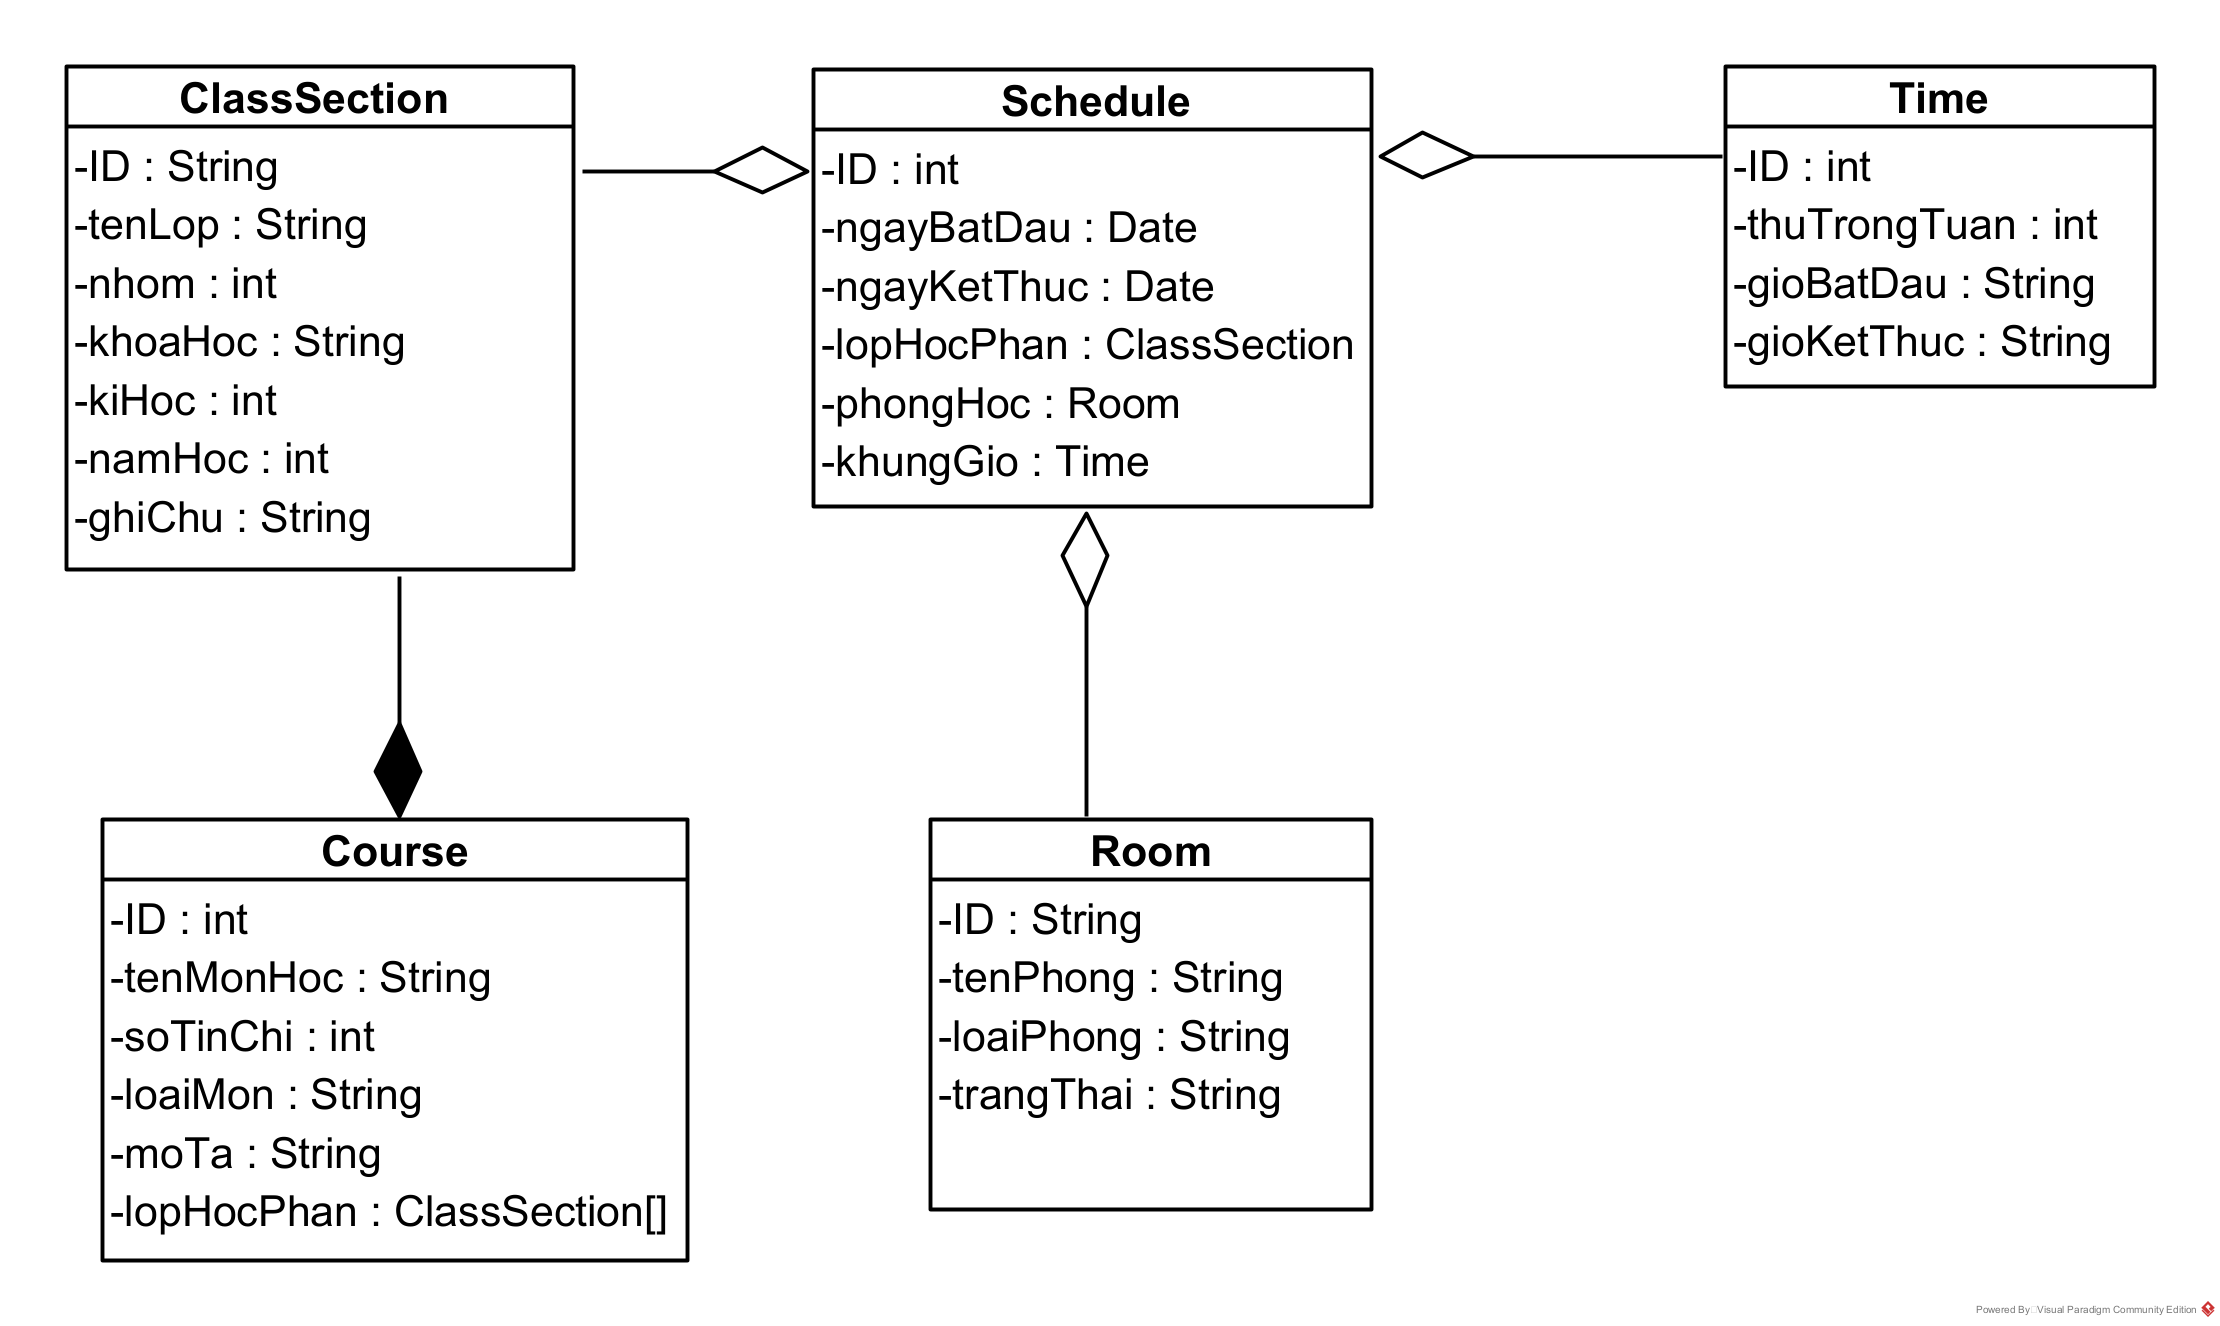 ClassSection
-ID : String
-tenLop : String
-nhom : int
-khoaHoc : String
-kiHoc : int
-namHoc : int
-ghiChu : String
Schedule
-ID : int
-ngayBatDau : Date
-ngayKetThuc : Date
-lopHocPhan : ClassSection
-phongHoc : Room
-khungGio : Time
Time
-ID : int
-thuTrongTuan : int
-gioBatDau : String
-gioKetThuc : String
Course
-ID : int
-tenMonHoc : String
-soTinChi : int
-loaiMon : String
-moTa : String
-lopHocPhan : ClassSection[]
Room
-ID : String
-tenPhong : String
-loaiPhong : String
-trangThai : String
Powered By Visual Paradigm Community Edition